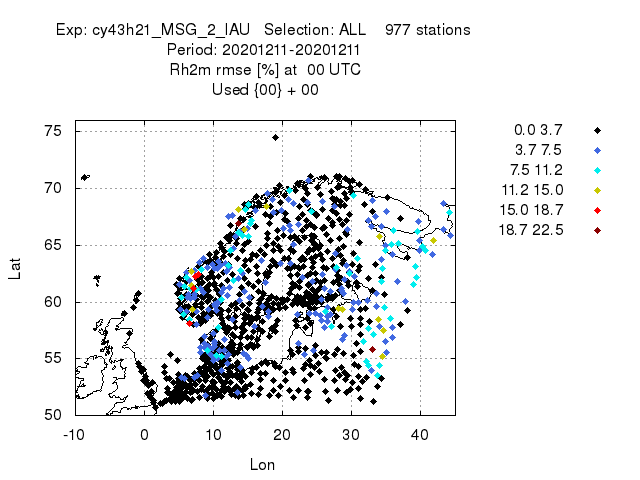 Exp: cy43h21_MSG_2_IAU Selection: ALL 977 stations
Period: 20201211-20201211
Rh2m rmse [%] at 00 UTC
Used {00} + 00
0.0 3.7
3.7 7.5
7.5 11.2
11.2 15.0
15.0 18.7
18.7 22.5
Lat
75
70
65
60
55
50
-10 0 10 20 30 40
Lon